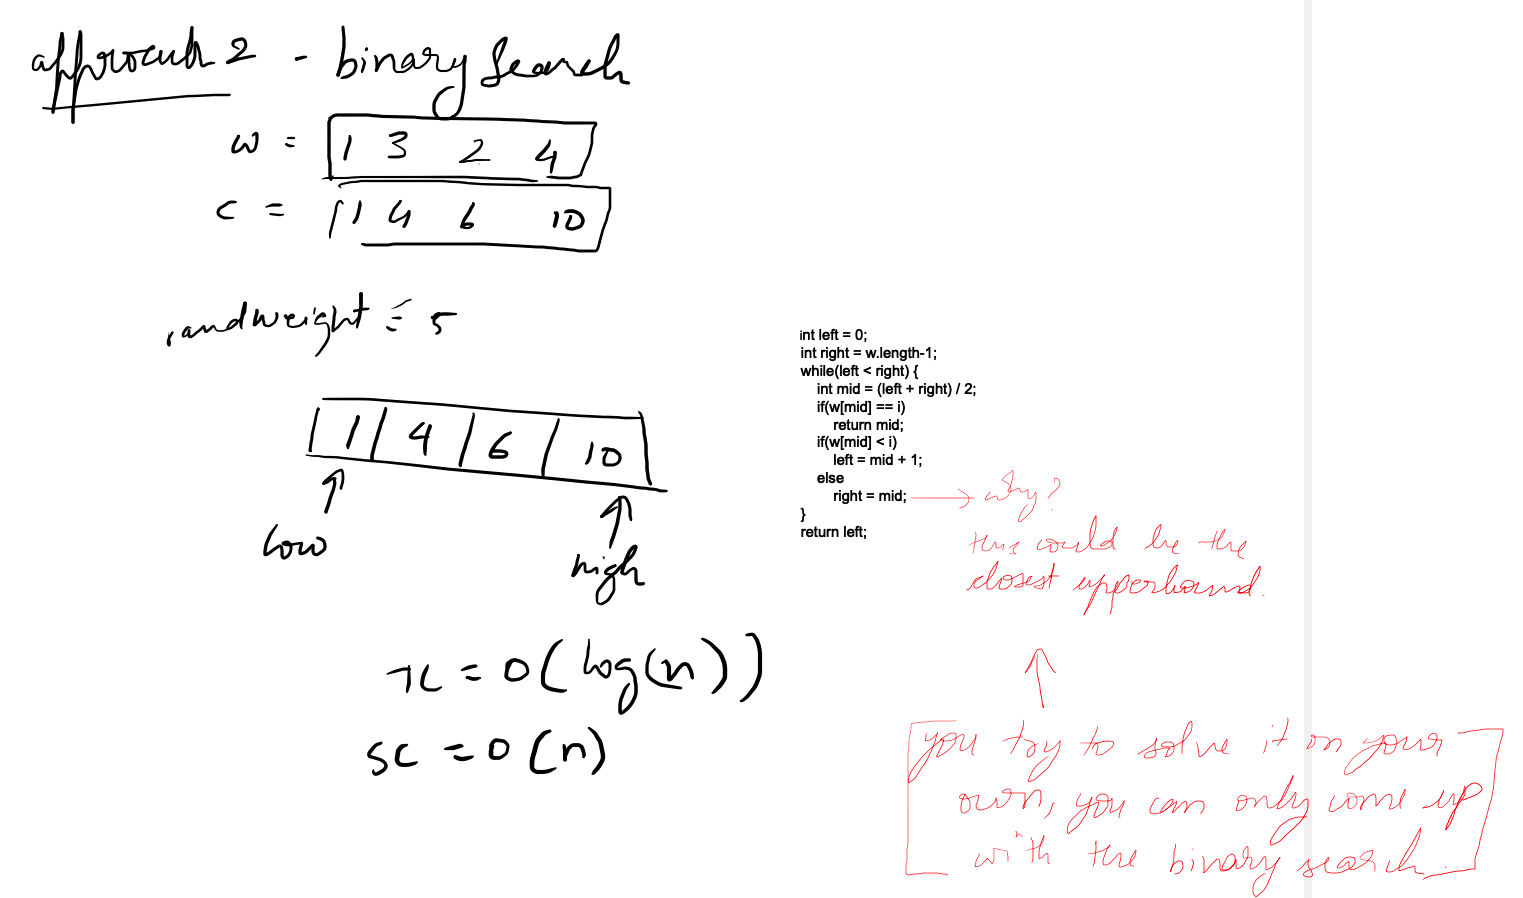 approach 2 - binary search
w = 1 3 2 4
c = 1 4 6 10
randweight = 5
1 4 6 10
low
high
TC = O(log(n))
SC = O(n)
int left = 0;
int right = w.length-1;
while(left < right) {
int mid = (left + right) / 2;
if(w[mid] == i)
return mid;
if(w[mid] < i)
left = mid + 1;
else
right = mid;
}
return left;
why?
this could be the
closest upperbound.
you try to solve it on your
own, you can only come up
with the binary search.